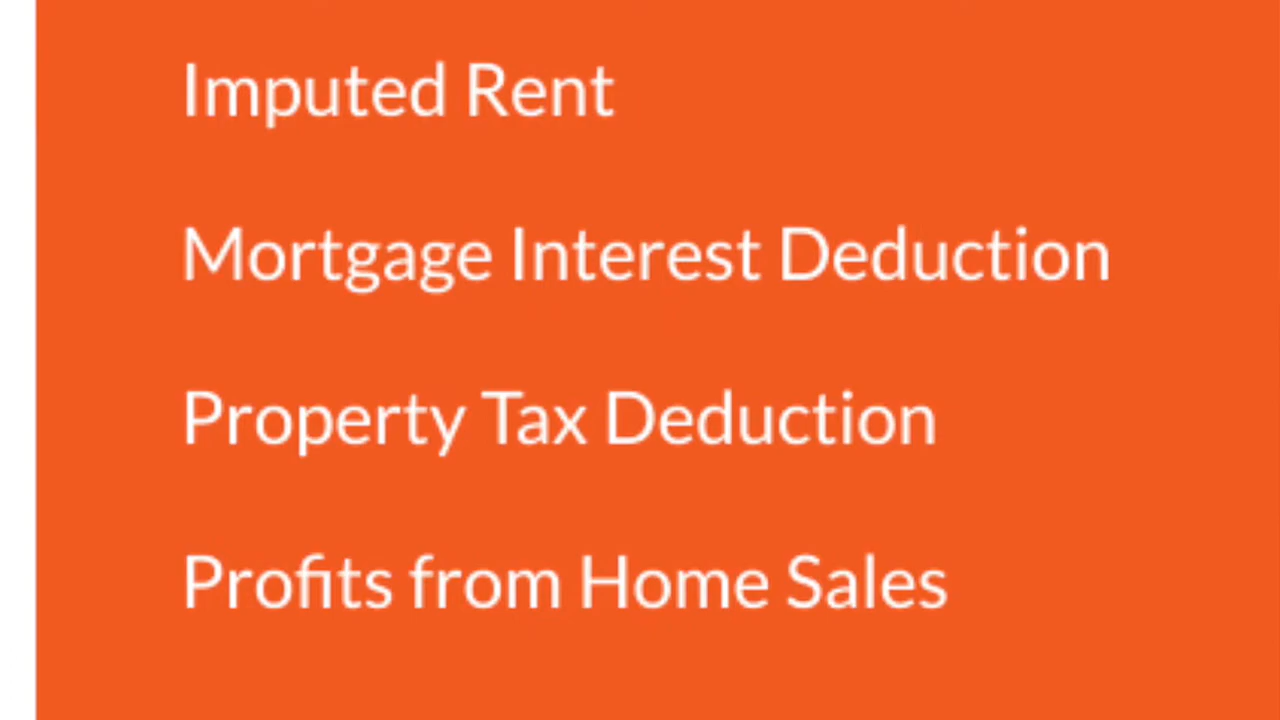 Imputed Rent
Mortgage Interest Deduction
Property Tax Deduction
Profits from Home Sales